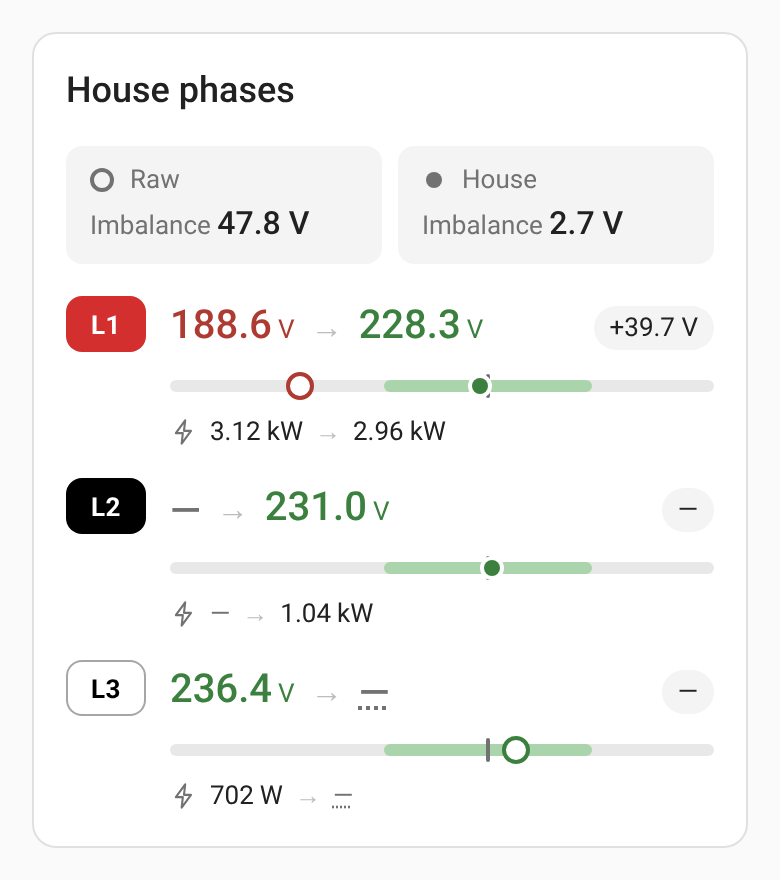 House phases
Raw
Imbalance 47.8 V
House
Imbalance 2.7 V
L1 188.6 V → 228.3 V +39.7 V
3.12 kW → 2.96 kW
L2 — → 231.0 V —
— → 1.04 kW
L3 236.4 V → — —
702 W → —